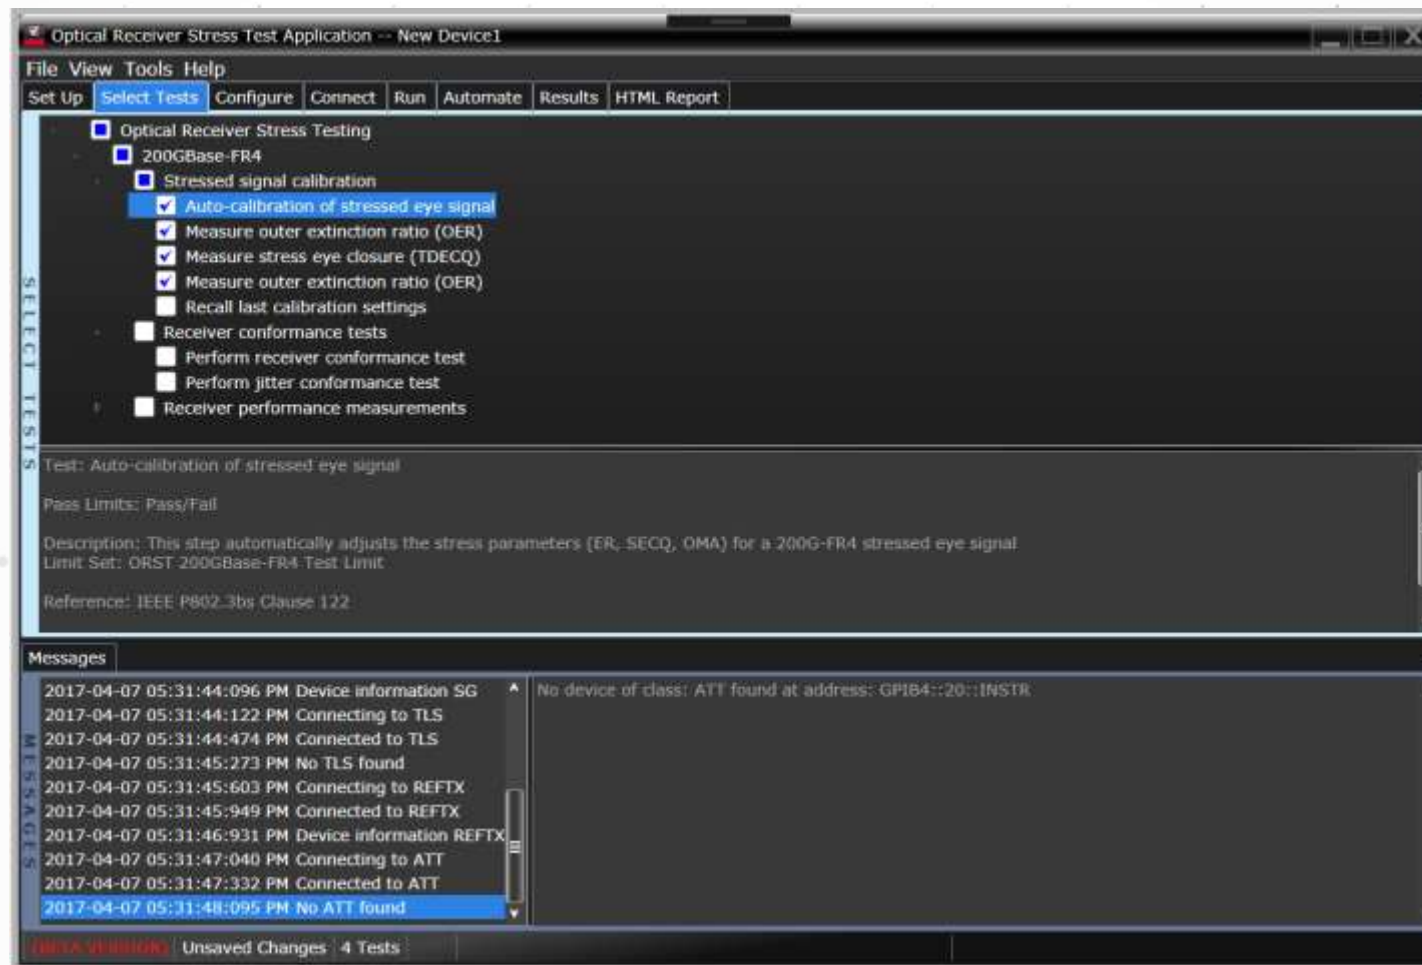 Optical Receiver Stress Test Application -- New Device1
File View Tools Help
Set Up Select Tests Configure Connect Run Automate Results HTML Report
SELECT TESTS
Optical Receiver Stress Testing
200GBase-FR4
Stressed signal calibration
Auto-calibration of stressed eye signal
Measure outer extinction ratio (OER)
Measure stress eye closure (TDECQ)
Measure outer extinction ratio (OER)
Recall last calibration settings
Receiver conformance tests
Perform receiver conformance test
Perform jitter conformance test
Receiver performance measurements
Test: Auto-calibration of stressed eye signal
Pass Limits: Pass/Fail
Description: This step automatically adjusts the stress parameters (ER, SECQ, OMA) for a 200G-FR4 stressed eye signal
Limit Set: ORST 200GBase-FR4 Test Limit
Reference: IEEE P802.3bs Clause 122
Messages
MESSAGES
2017-04-07 05:31:44:096 PM Device information SG
2017-04-07 05:31:44:122 PM Connecting to TLS
2017-04-07 05:31:44:474 PM Connected to TLS
2017-04-07 05:31:45:273 PM No TLS found
2017-04-07 05:31:45:603 PM Connecting to REFTX
2017-04-07 05:31:45:949 PM Connected to REFTX
2017-04-07 05:31:46:931 PM Device information REFTX
2017-04-07 05:31:47:040 PM Connecting to ATT
2017-04-07 05:31:47:332 PM Connected to ATT
2017-04-07 05:31:48:095 PM No ATT found
No device of class: ATT found at address: GPIB4::20::INSTR
(BETA VERSION) Unsaved Changes 4 Tests